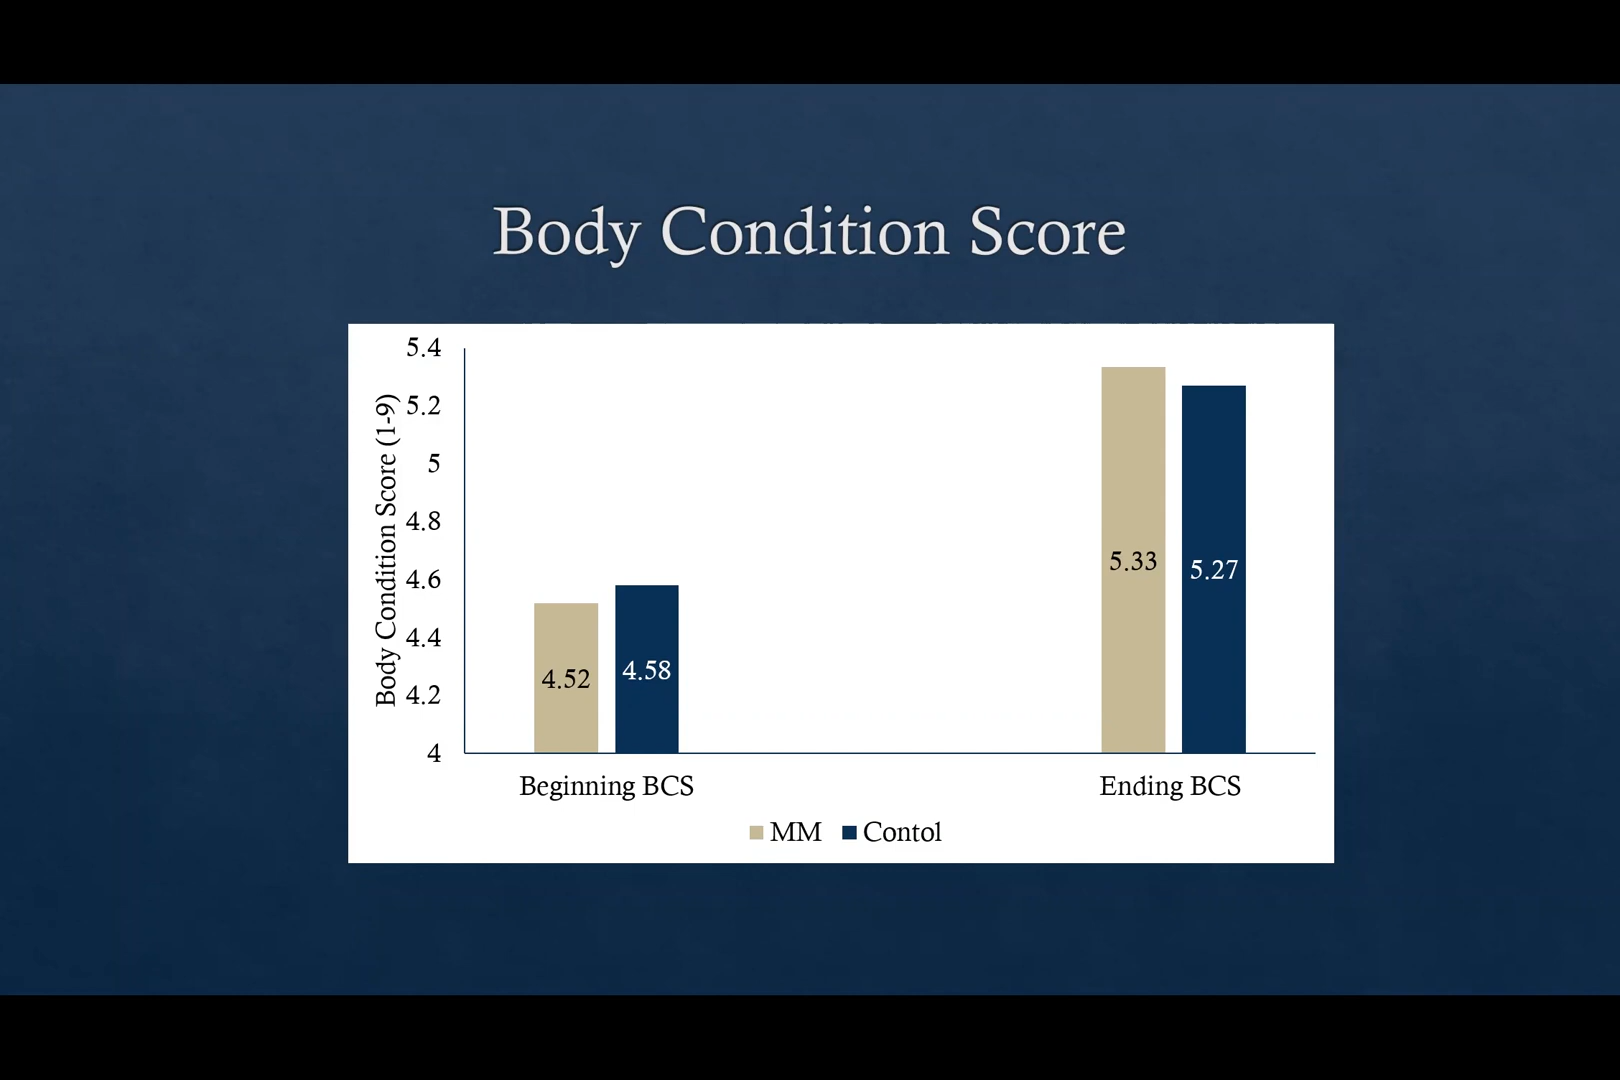 Body Condition Score
Body Condition Score (1-9)
5.4
5.2
5
4.8
4.6
4.4
4.2
4
4.52
4.58
5.33
5.27
Beginning BCS
Ending BCS
MM
Contol